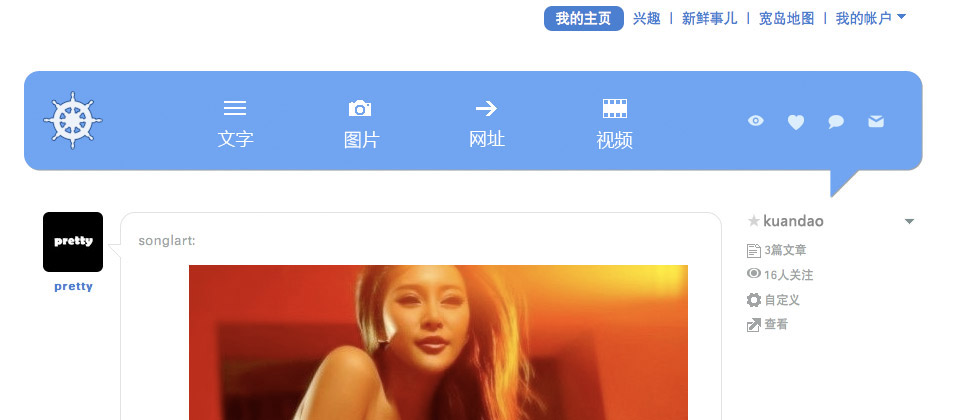 我的主页 兴趣 | 新鲜事儿 | 宽岛地图 | 我的帐户
文字 图片 网址 视频
pretty
pretty
songlart:
kuandao
3篇文章
16人关注
自定义
查看